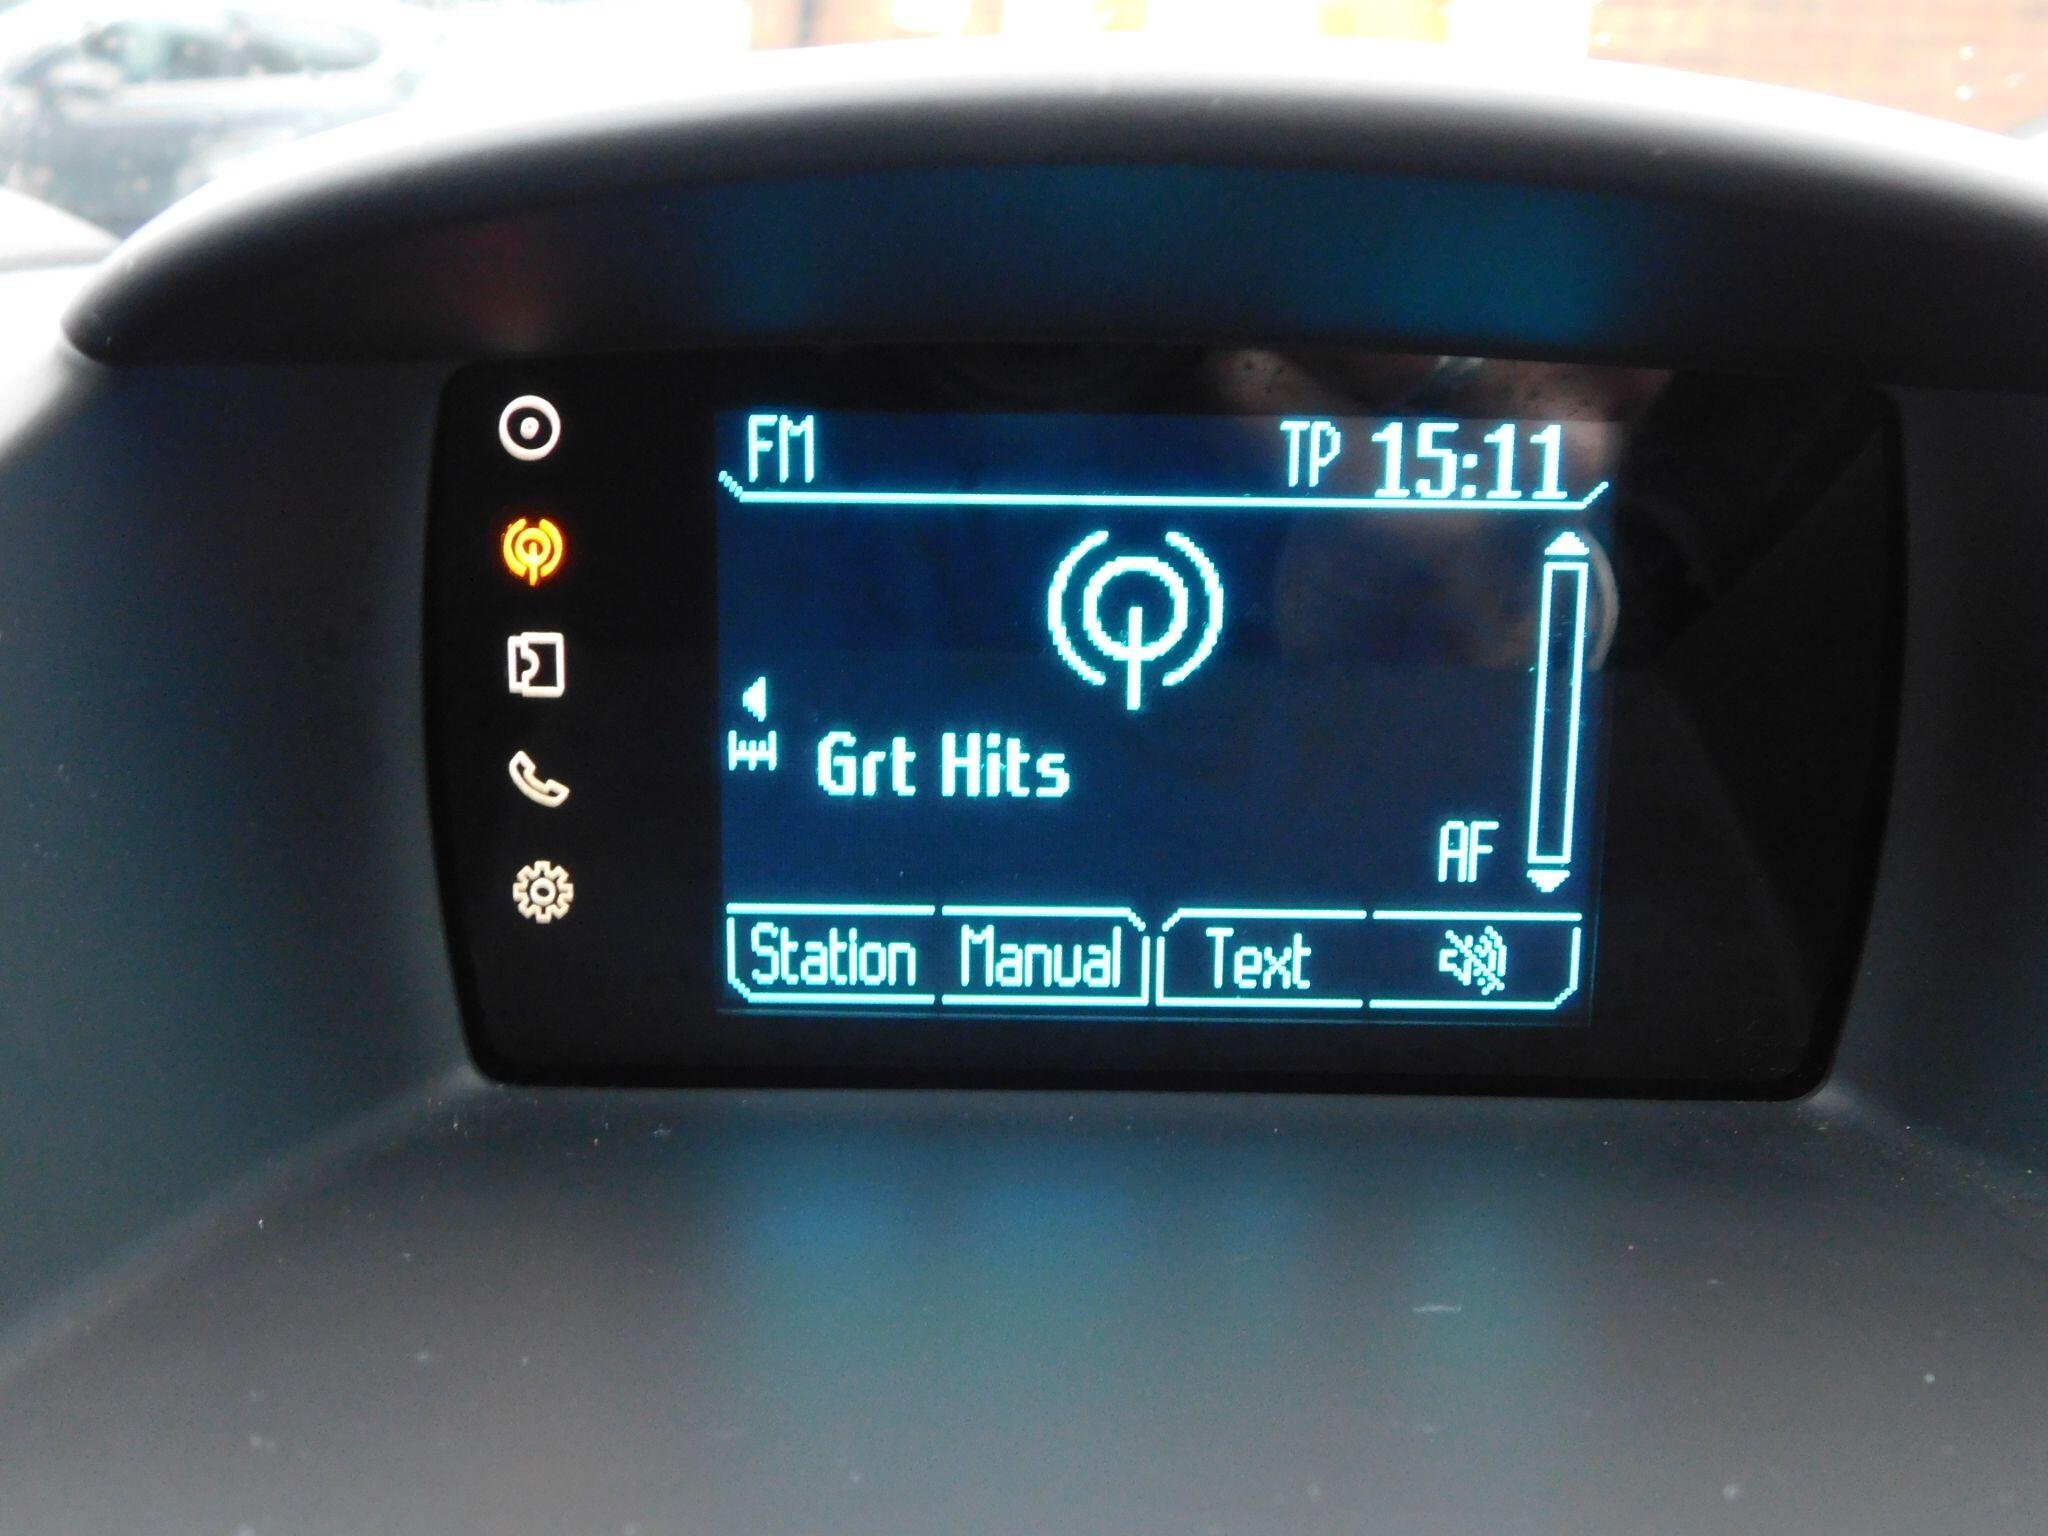 FM TP 15:11
Grt Hits
AF
Station Manual Text